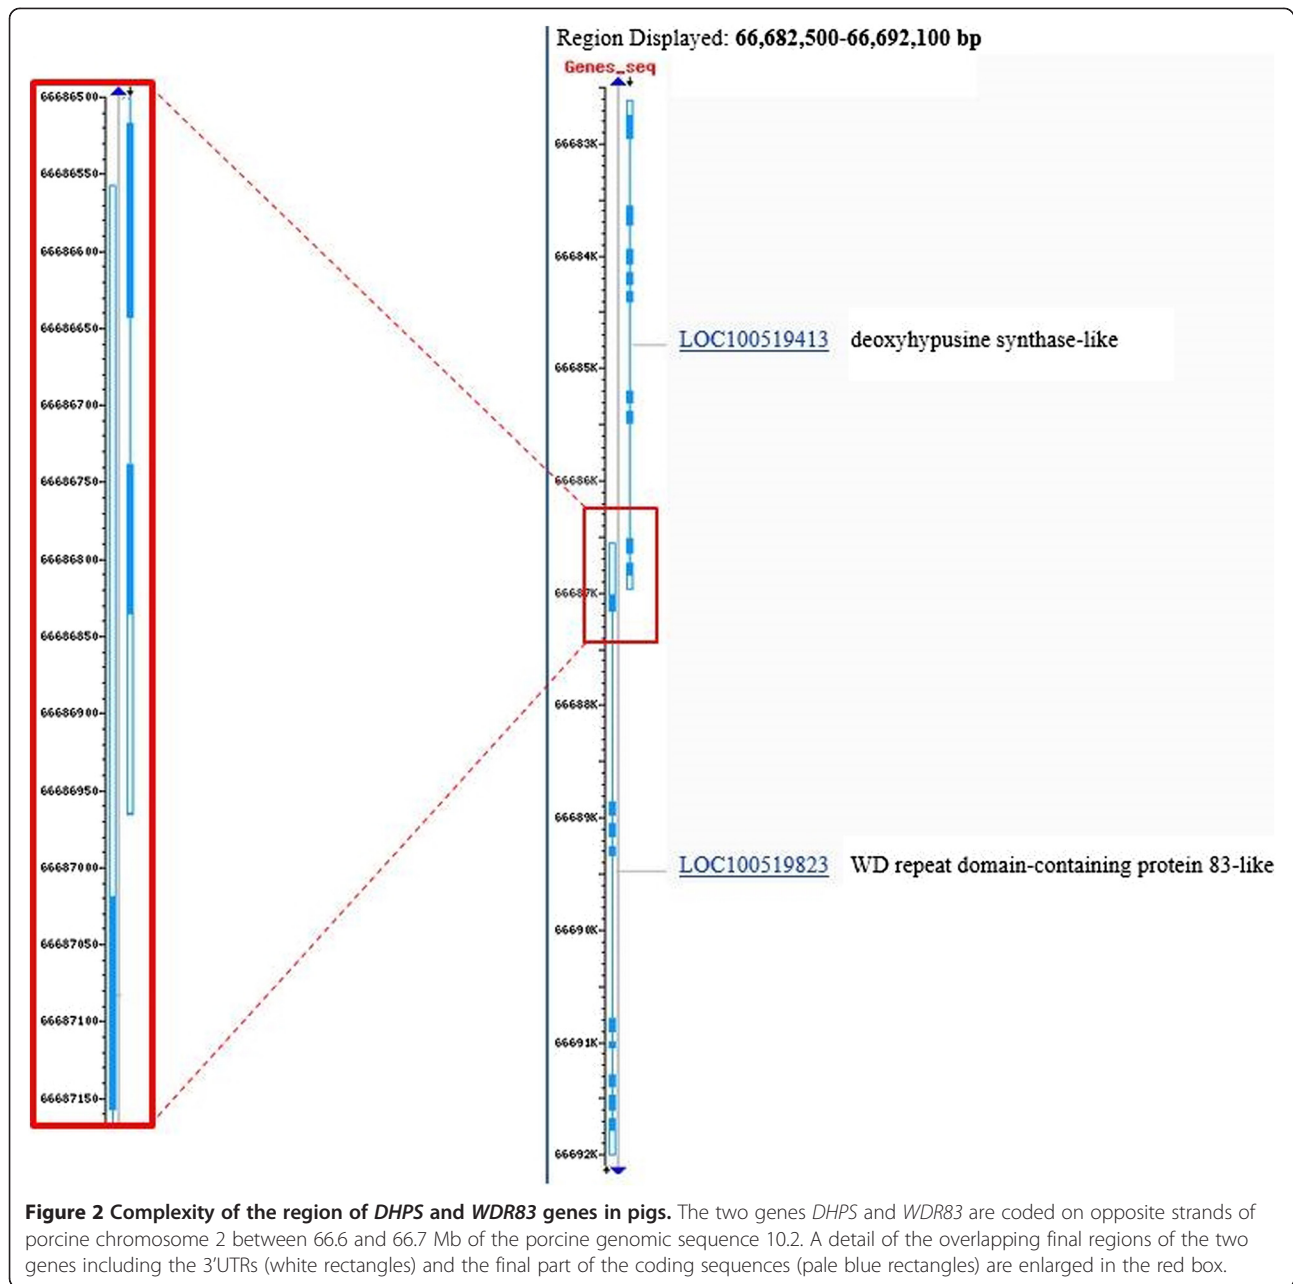 Region Displayed: 66,682,500-66,692,100 bp
Genes_seq
66686500
66686550
66686600
66686650
66686700
66686750
66686800
66686850
66686900
66686950
66687000
66687050
66687100
66687150
66683K
66684K
66685K
66686K
66687K
66688K
66689K
66690K
66691K
66692K
LOC100519413 deoxyhypusine synthase-like
LOC100519823 WD repeat domain-containing protein 83-like
Figure 2 Complexity of the region of DHPS and WDR83 genes in pigs. The two genes DHPS and WDR83 are coded on opposite strands of
porcine chromosome 2 between 66.6 and 66.7 Mb of the porcine genomic sequence 10.2. A detail of the overlapping final regions of the two
genes including the 3'UTRs (white rectangles) and the final part of the coding sequences (pale blue rectangles) are enlarged in the red box.